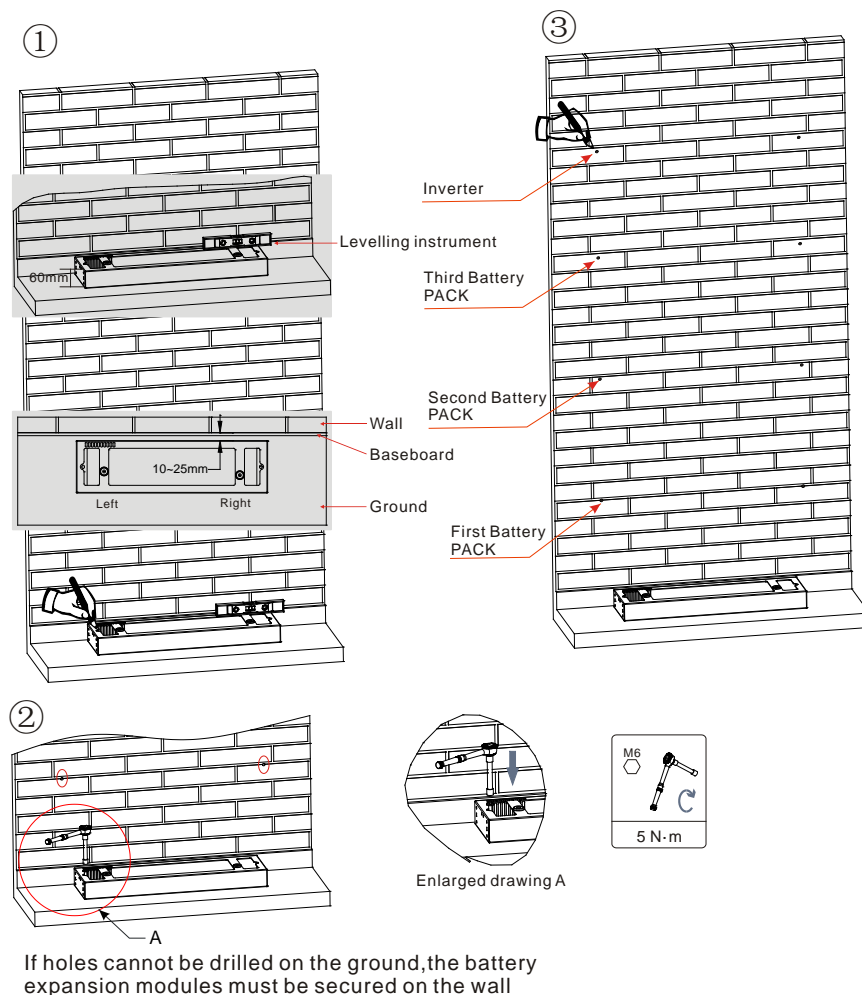 ①
Levelling instrument
60mm
Wall
Baseboard
10~25mm
Left
Right
Ground
③
Inverter
Third Battery
PACK
Second Battery
PACK
First Battery
PACK
②
A
Enlarged drawing A
M6
5 N·m
If holes cannot be drilled on the ground,the battery
expansion modules must be secured on the wall